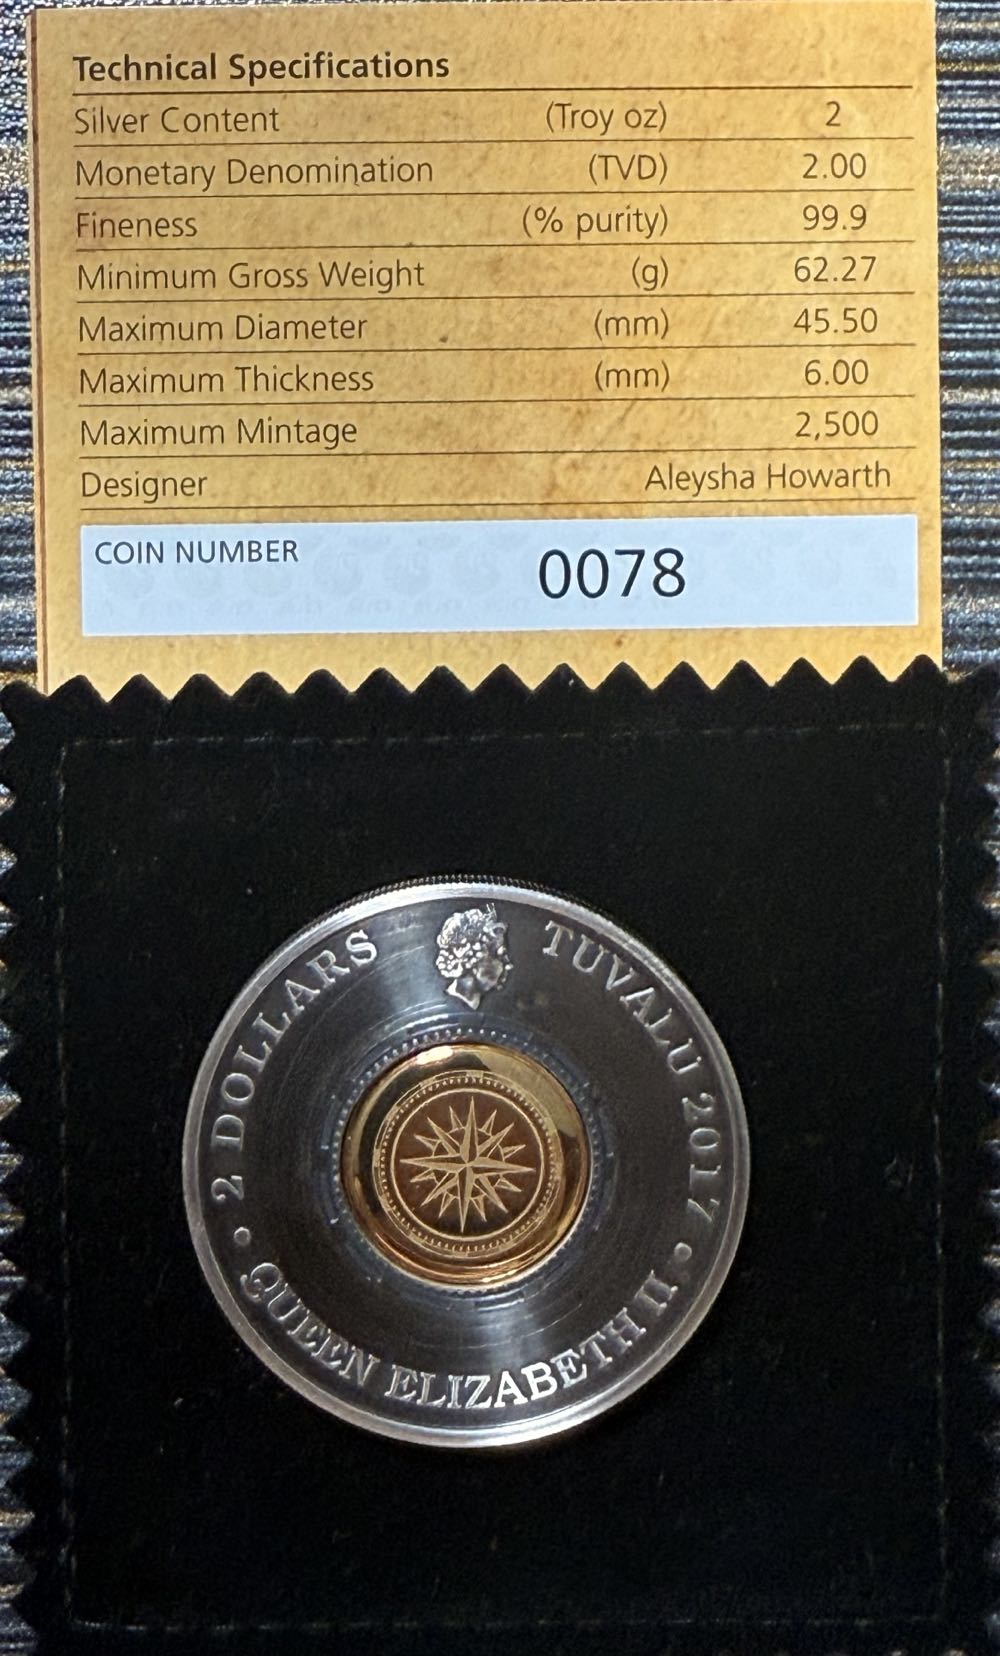 Technical Specifications
Silver Content (Troy oz) 2
Monetary Denomination (TVD) 2.00
Fineness (% purity) 99.9
Minimum Gross Weight (g) 62.27
Maximum Diameter (mm) 45.50
Maximum Thickness (mm) 6.00
Maximum Mintage 2,500
Designer Aleysha Howarth
COIN NUMBER 0078
2 DOLLARS
TUVALU 2017
QUEEN ELIZABETH II